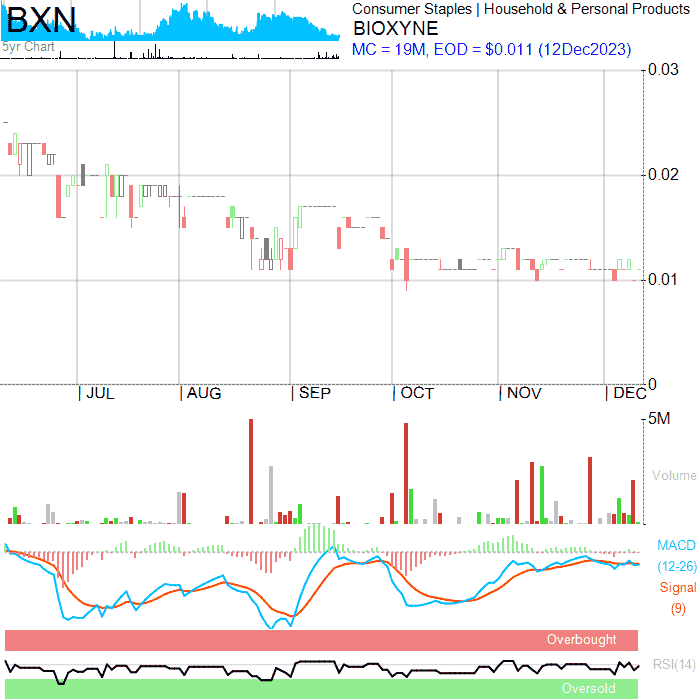 BXN
5yr Chart
Consumer Staples | Household & Personal Products
BIOXYNE
MC = 19M, EOD = $0.011 (12Dec2023)
0.03
0.02
0.01
0
| JUL | AUG | SEP | OCT | NOV | DEC
5M
Volume
MACD
(12-26)
Signal
(9)
Overbought
RSI(14)
Oversold